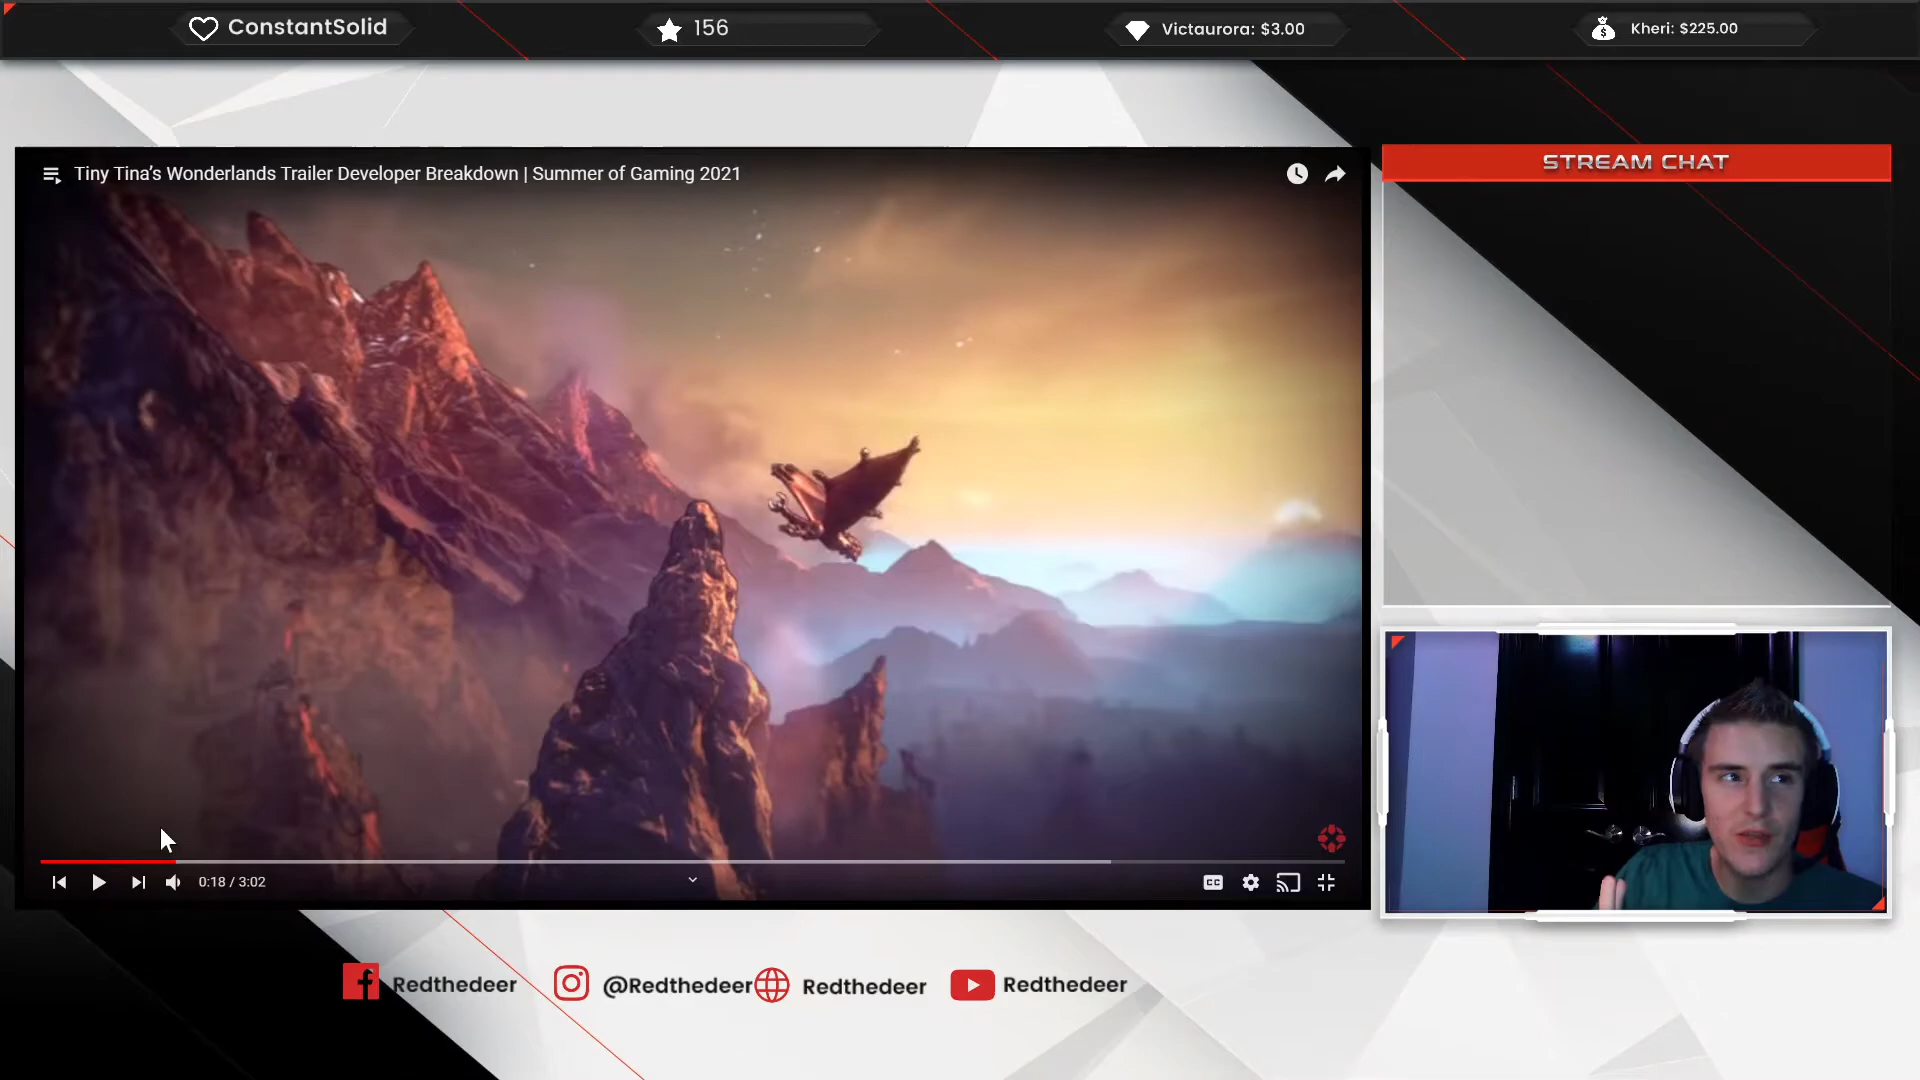 ConstantSolid
156
Victaurora: $3.00
Kheri: $225.00
Tiny Tina’s Wonderlands Trailer Developer Breakdown | Summer of Gaming 2021
STREAM CHAT
0:18 / 3:02
CC
Redthedeer
@Redthedeer
Redthedeer
Redthedeer